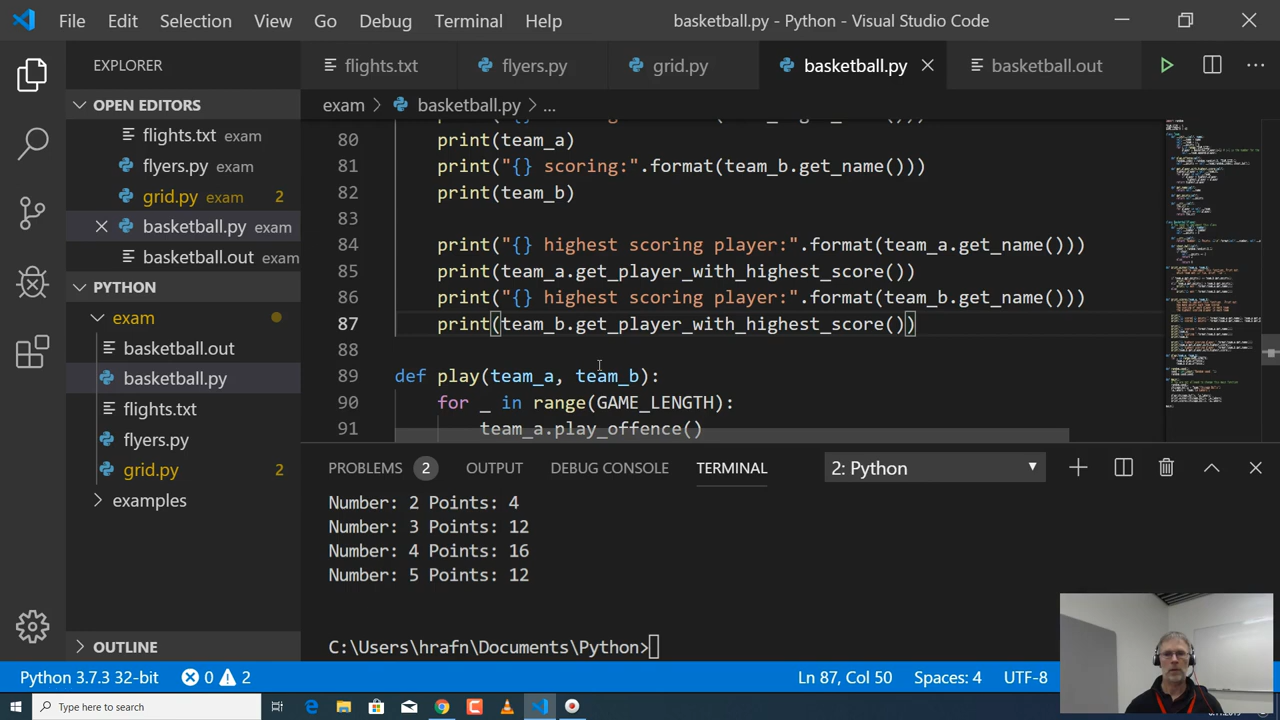 File Edit Selection View Go Debug Terminal Help basketball.py - Python - Visual Studio Code
EXPLORER
flights.txt flyers.py grid.py basketball.py basketball.out
OPEN EDITORS
flights.txt exam
flyers.py exam
grid.py exam 2
basketball.py exam
basketball.out exam
PYTHON
exam
basketball.out
basketball.py
flights.txt
flyers.py
grid.py 2
examples
OUTLINE
exam > basketball.py > ...
80 print(team_a)
81 print("{} scoring:".format(team_b.get_name()))
82 print(team_b)
83
84 print("{} highest scoring player:".format(team_a.get_name()))
85 print(team_a.get_player_with_highest_score())
86 print("{} highest scoring player:".format(team_b.get_name()))
87 print(team_b.get_player_with_highest_score())
88
89 def play(team_a, team_b):
90 for _ in range(GAME_LENGTH):
91 team_a.play_offence()
PROBLEMS 2 OUTPUT DEBUG CONSOLE TERMINAL 2: Python
Number: 2 Points: 4
Number: 3 Points: 12
Number: 4 Points: 16
Number: 5 Points: 12
C:\Users\hrafn\Documents\Python>
Python 3.7.3 32-bit 0 2 Ln 87, Col 50 Spaces: 4 UTF-8
Type here to search